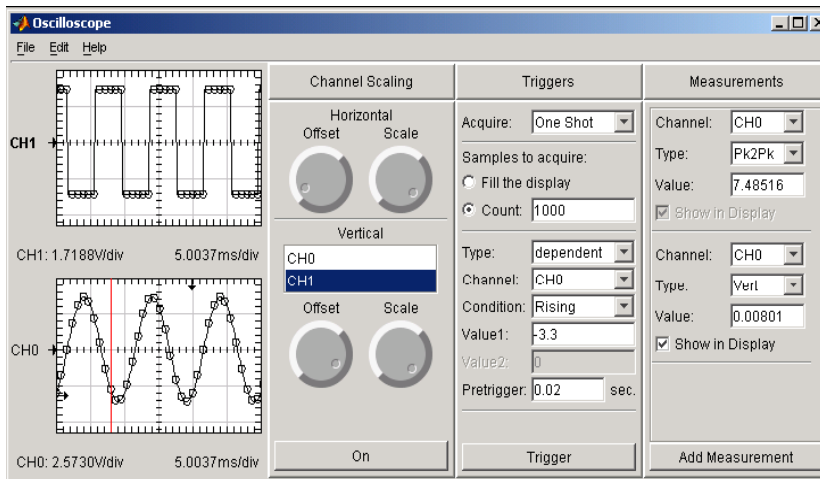 Oscilloscope
File Edit Help
CH1
CH1: 1.7188V/div 5.0037ms/div
CH0
CH0: 2.5730V/div 5.0037ms/div
Channel Scaling
Horizontal
Offset Scale
Vertical
CH0
CH1
Offset Scale
On
Triggers
Acquire: One Shot
Samples to acquire:
Fill the display
Count: 1000
Type: dependent
Channel: CH0
Condition: Rising
Value1: -3.3
Value2: 0
Pretrigger: 0.02 sec.
Trigger
Measurements
Channel: CH0
Type: Pk2Pk
Value: 7.48516
Show in Display
Channel: CH0
Type: Vert
Value: 0.00801
Show in Display
Add Measurement